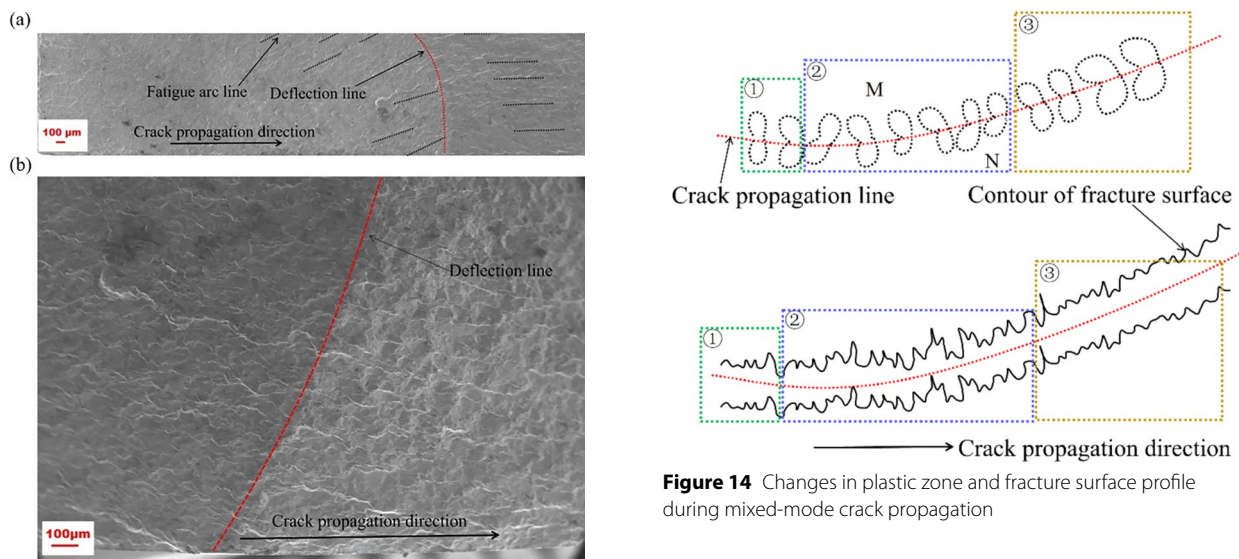 (a)
Fatigue arc line
Deflection line
100 μm
Crack propagation direction
(b)
Deflection line
100μm
Crack propagation direction
①
②
③
M
N
Crack propagation line
Contour of fracture surface
①
②
③
Crack propagation direction
Figure 14 Changes in plastic zone and fracture surface profile
during mixed-mode crack propagation